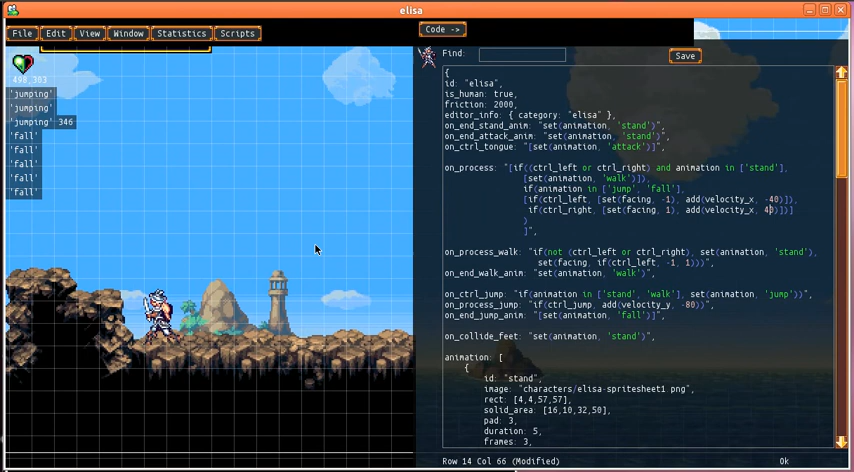 elisa
File Edit View Window Statistics Scripts
Code ->
498,303
'jumping'
'jumping'
'jumping' 346
'fall'
'fall'
'fall'
'fall'
'fall'
Find:
Save
{
id: "elisa",
is_human: true,
friction: 2000,
editor_info: { category: "elisa" },
on_end_stand_anim: "set(animation, 'stand')",
on_end_attack_anim: "set(animation, 'stand')",
on_ctrl_tongue: "[set(animation, 'attack')]",
on_process: "[if((ctrl_left or ctrl_right) and animation in ['stand'],
[set(animation, 'walk')]),
if(animation in ['jump', 'fall'],
[if(ctrl_left, [set(facing, -1), add(velocity_x, -40)]),
if(ctrl_right, [set(facing, 1), add(velocity_x, 40)])]
)
]",
on_process_walk: "if(not (ctrl_left or ctrl_right), set(animation, 'stand'),
set(facing, if(ctrl_left, -1, 1)))",
on_end_walk_anim: "set(animation, 'walk')",
on_ctrl_jump: "if(animation in ['stand', 'walk'], set(animation, 'jump'))",
on_process_jump: "if(ctrl_jump, add(velocity_y, -80))",
on_end_jump_anim: "[set(animation, 'fall')]",
on_collide_feet: "set(animation, 'stand')",
animation: [
{
id: "stand",
image: "characters/elisa-spritesheet1 png",
rect: [4,4,57,57],
solid_area: [16,10,32,50],
pad: 3,
duration: 5,
frames: 3,
Row 14 Col 66 (Modified)
Ok